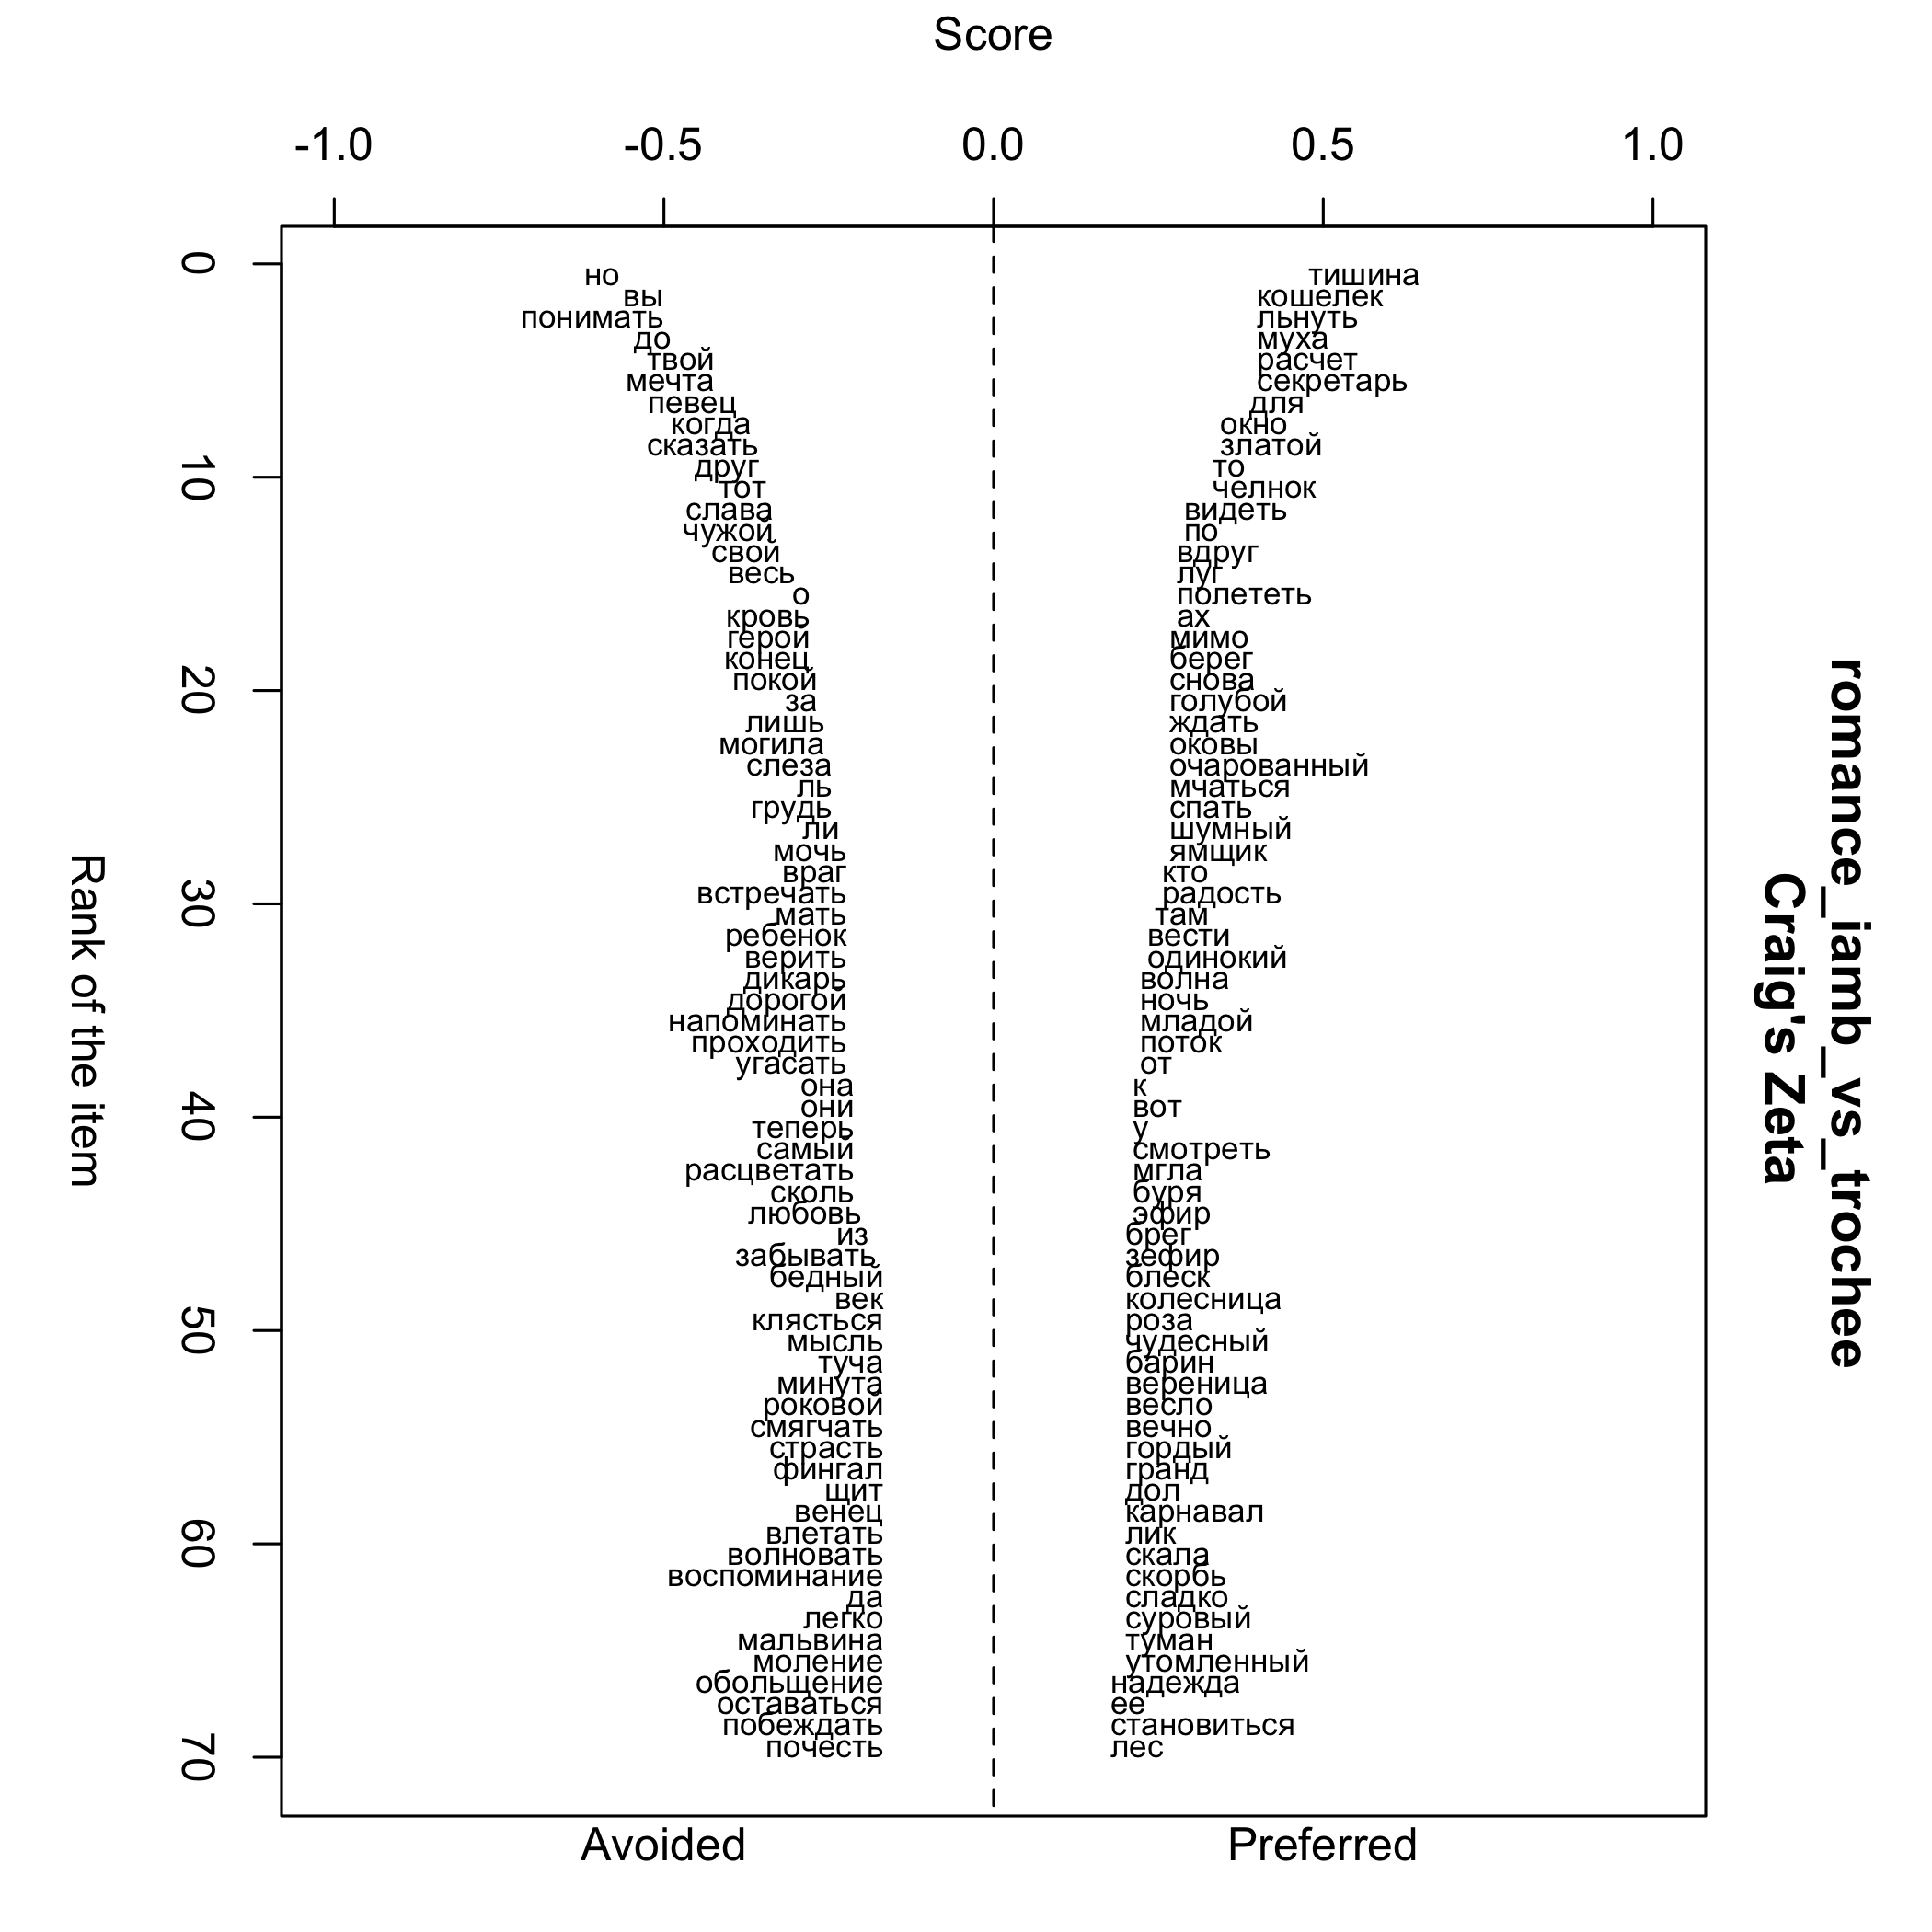 Score
-1.0 -0.5 0.0 0.5 1.0
romance_iamb_vs_trochee
Craig's Zeta
Rank of the item
0
10
20
30
40
50
60
70
но
вы
понимать
до
твой
мечта
певец
когда
сказать
друг
тот
слава
чужой
свой
весь
о
кровь
герой
конец
покой
за
лишь
могила
слеза
ль
грудь
ли
мочь
враг
встречать
мать
ребенок
верить
дикарь
дорогой
напоминать
проходить
угасать
она
они
теперь
самый
расцветать
сколь
любовь
из
забывать
бедный
век
клясться
мысль
туча
минута
роковой
смягчать
страсть
фингал
щит
венец
влетать
волновать
воспоминание
да
легко
мальвина
моление
обольщение
оставаться
побеждать
почесть
тишина
кошелек
льнуть
муха
расчет
секретарь
для
окно
златой
то
челнок
видеть
по
вдруг
луг
полететь
ах
мимо
берег
снова
голубой
ждать
оковы
очарованный
мчаться
спать
шумный
ямщик
кто
радость
там
вести
одинокий
волна
ночь
младой
поток
от
к
вот
у
смотреть
мгла
буря
эфир
брег
зефир
блеск
колесница
роза
чудесный
барин
вереница
весло
вечно
гордый
гранд
дол
карнавал
лик
скала
скорбь
сладко
суровый
туман
утомленный
надежда
ее
становиться
лес
Avoided
Preferred